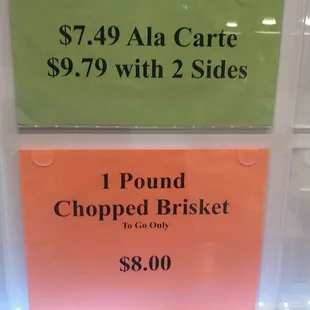 $7.49 Ala Carte
$9.79 with 2 Sides
1 Pound
Chopped Brisket
To Go Only
$8.00